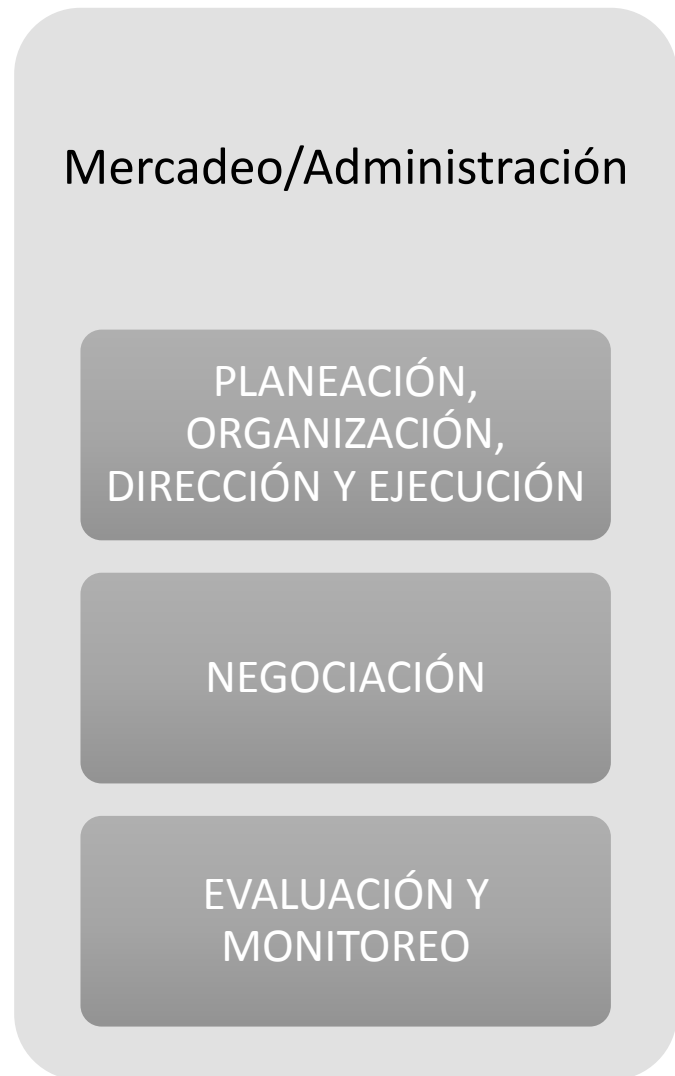 Mercadeo/Administración
PLANEACIÓN,
ORGANIZACIÓN,
DIRECCIÓN Y EJECUCIÓN
NEGOCIACIÓN
EVALUACIÓN Y
MONITOREO